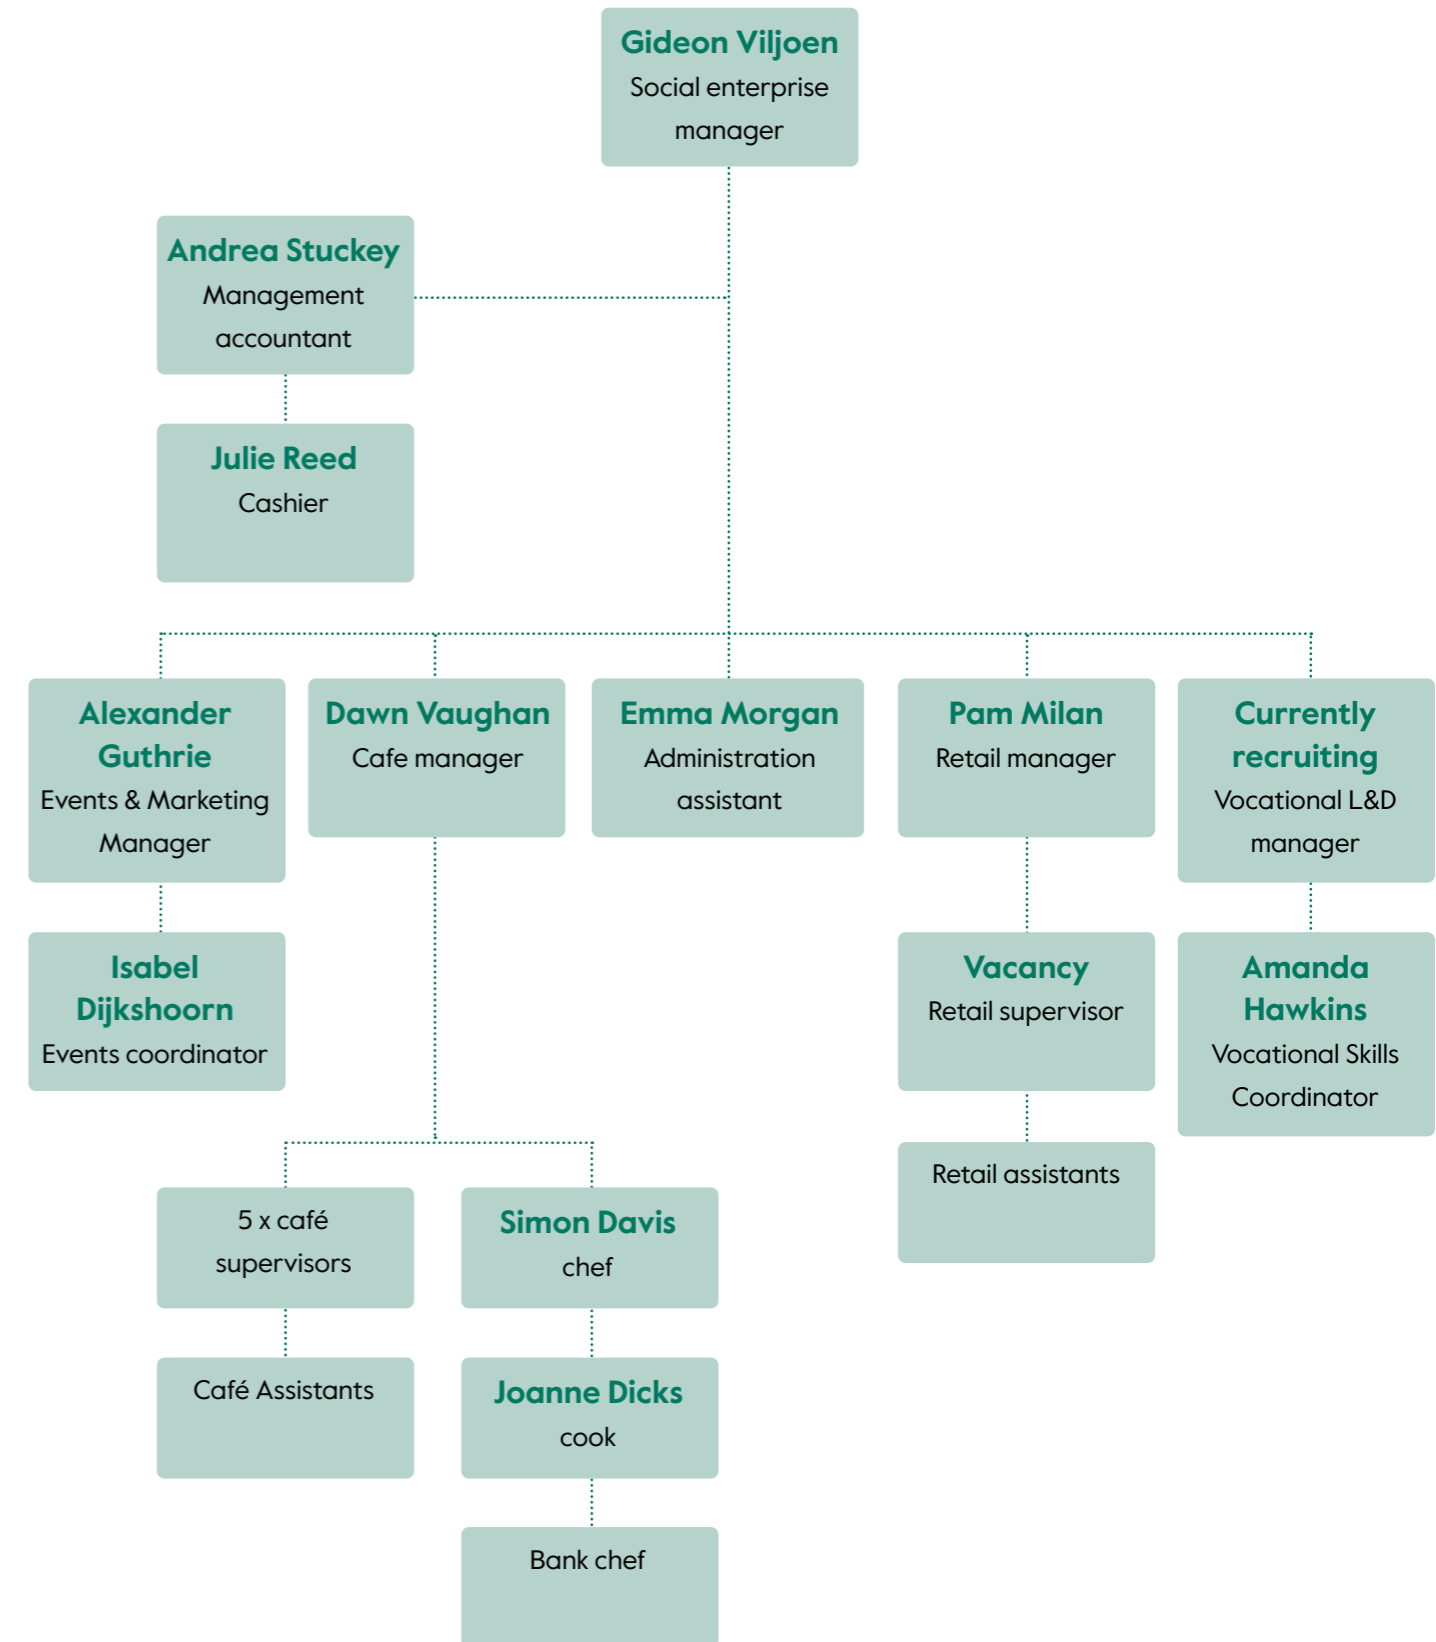 Gideon Viljoen
Social enterprise
manager
Andrea Stuckey
Management
accountant
Julie Reed
Cashier
Alexander
Guthrie
Events & Marketing
Manager
Dawn Vaughan
Cafe manager
Emma Morgan
Administration
assistant
Pam Milan
Retail manager
Currently
recruiting
Vocational L&D
manager
Isabel
Dijkshoorn
Events coordinator
Vacancy
Retail supervisor
Amanda
Hawkins
Vocational Skills
Coordinator
Retail assistants
5 x café
supervisors
Simon Davis
chef
Café Assistants
Joanne Dicks
cook
Bank chef